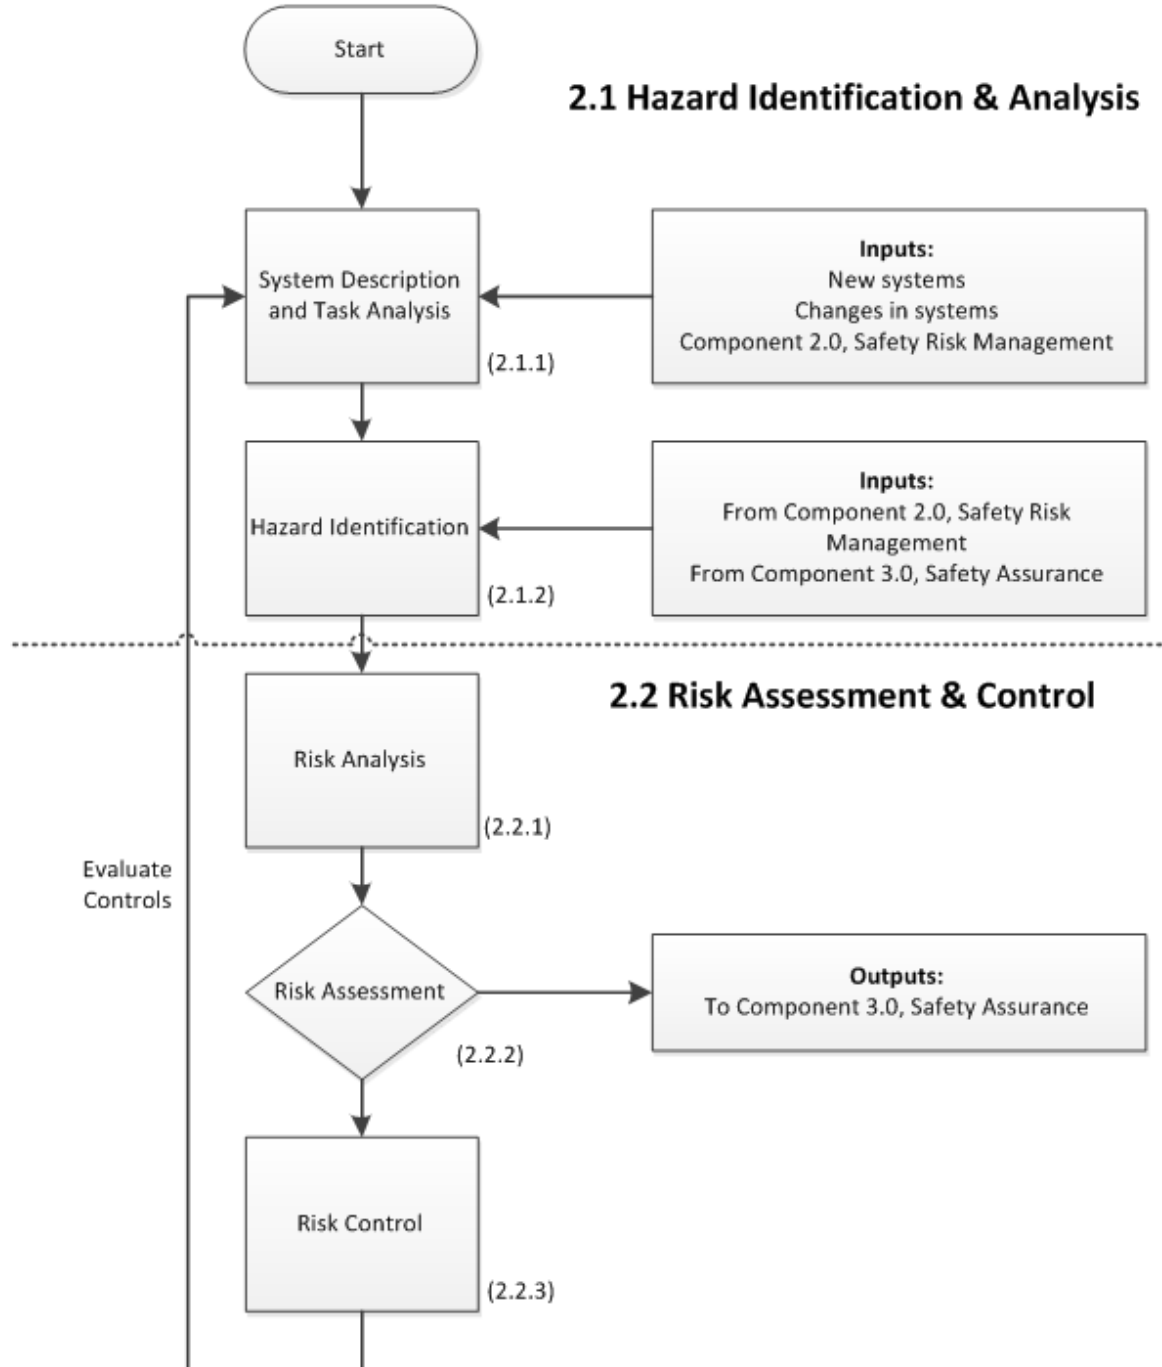 Start
2.1 Hazard Identification & Analysis
System Description
and Task Analysis
(2.1.1)
Inputs:
New systems
Changes in systems
Component 2.0, Safety Risk Management
Hazard Identification
(2.1.2)
Inputs:
From Component 2.0, Safety Risk
Management
From Component 3.0, Safety Assurance
2.2 Risk Assessment & Control
Risk Analysis
(2.2.1)
Evaluate
Controls
Risk Assessment
(2.2.2)
Outputs:
To Component 3.0, Safety Assurance
Risk Control
(2.2.3)